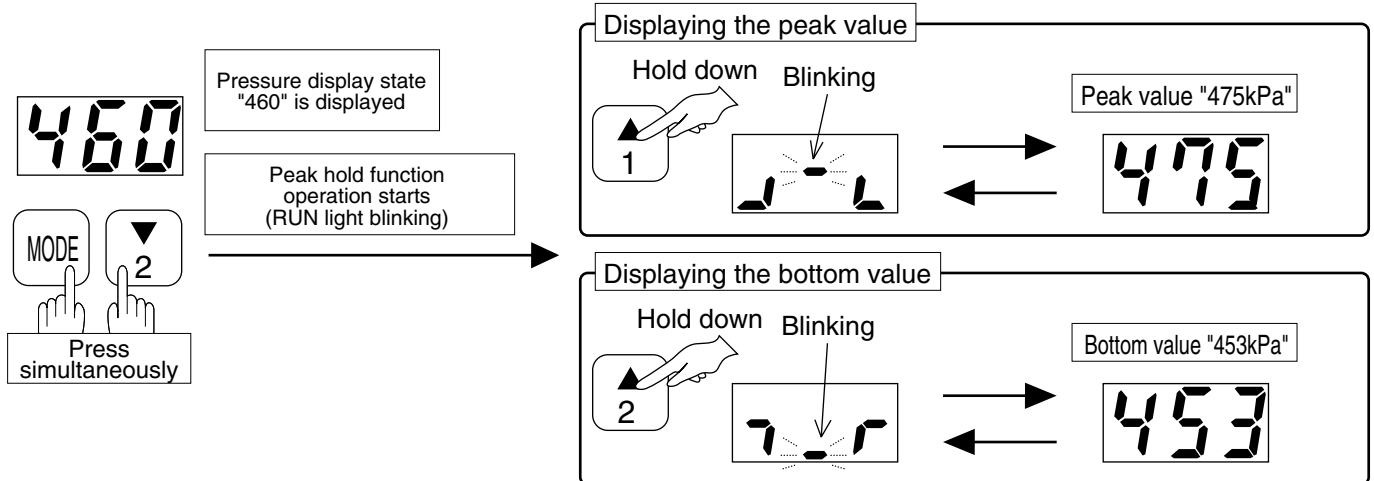 460
Pressure display state
"460" is displayed
Peak hold function
operation starts
(RUN light blinking)
MODE
▼
2
Press
simultaneously
Displaying the peak value
Hold down
Blinking
▲
1
Peak value "475kPa"
475
Displaying the bottom value
Hold down
Blinking
▲
2
Bottom value "453kPa"
453